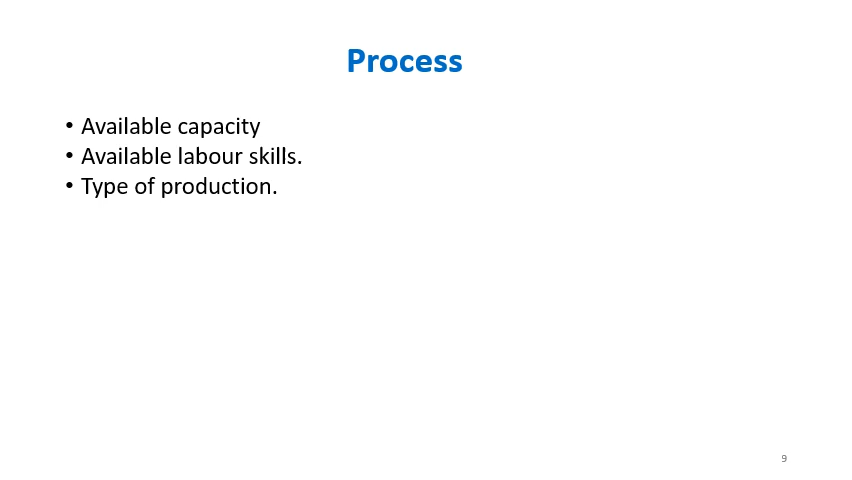 Process
• Available capacity
• Available labour skills.
• Type of production.
9